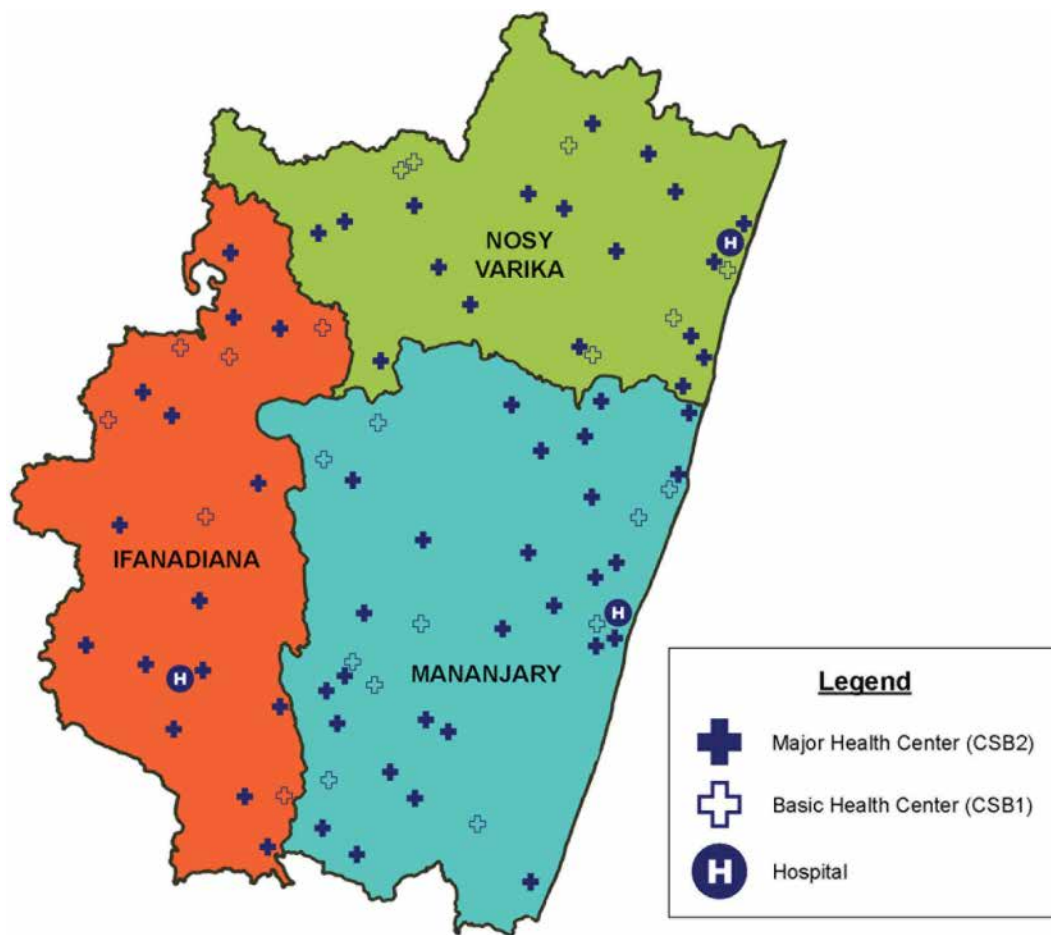 NOSY
VARIKA
H
IFANADIANA
H
MANANJARY
H
Legend
Major Health Center (CSB2)
Basic Health Center (CSB1)
H
Hospital